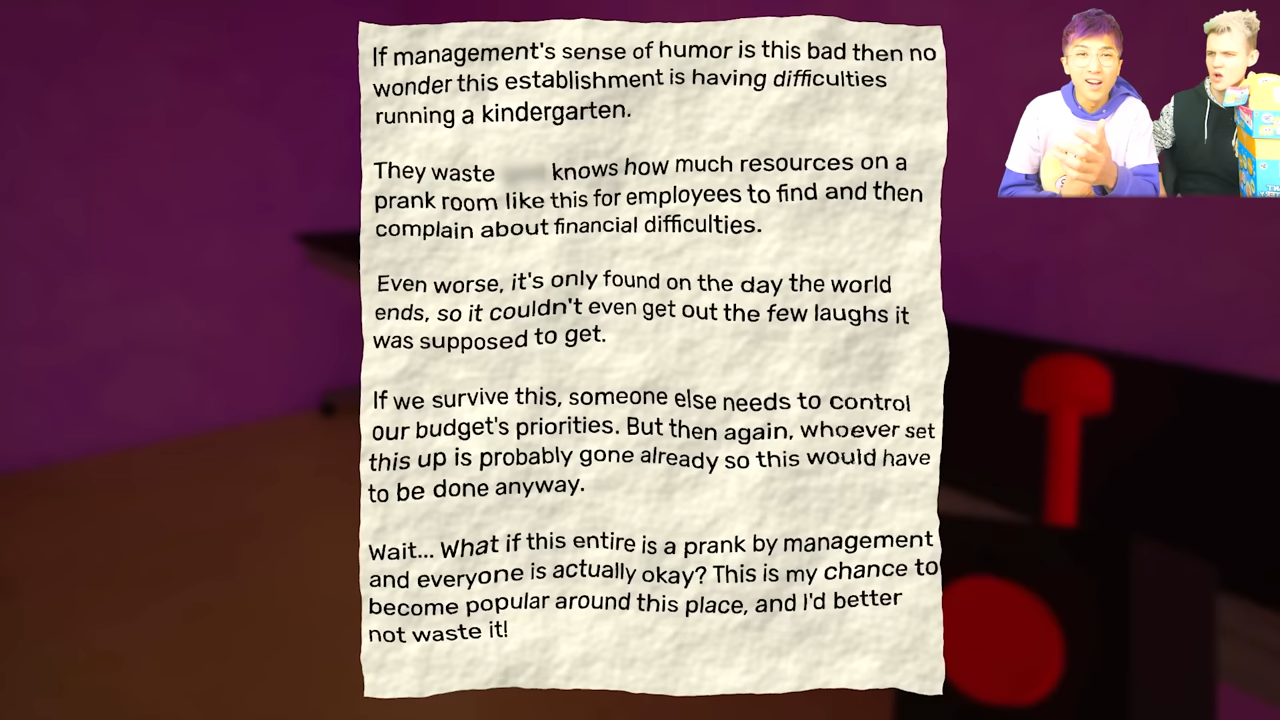 If management's sense of humor is this bad then no
wonder this establishment is having difficulties
running a kindergarten.
They waste knows how much resources on a
prank room like this for employees to find and then
complain about financial difficulties.
Even worse, it's only found on the day the world
ends, so it couldn't even get out the few laughs it
was supposed to get.
If we survive this, someone else needs to control
our budget's priorities. But then again, whoever set
this up is probably gone already so this would have
to be done anyway.
Wait... What if this entire is a prank by management
and everyone is actually okay? This is my chance to
become popular around this place, and I'd better
not waste it!